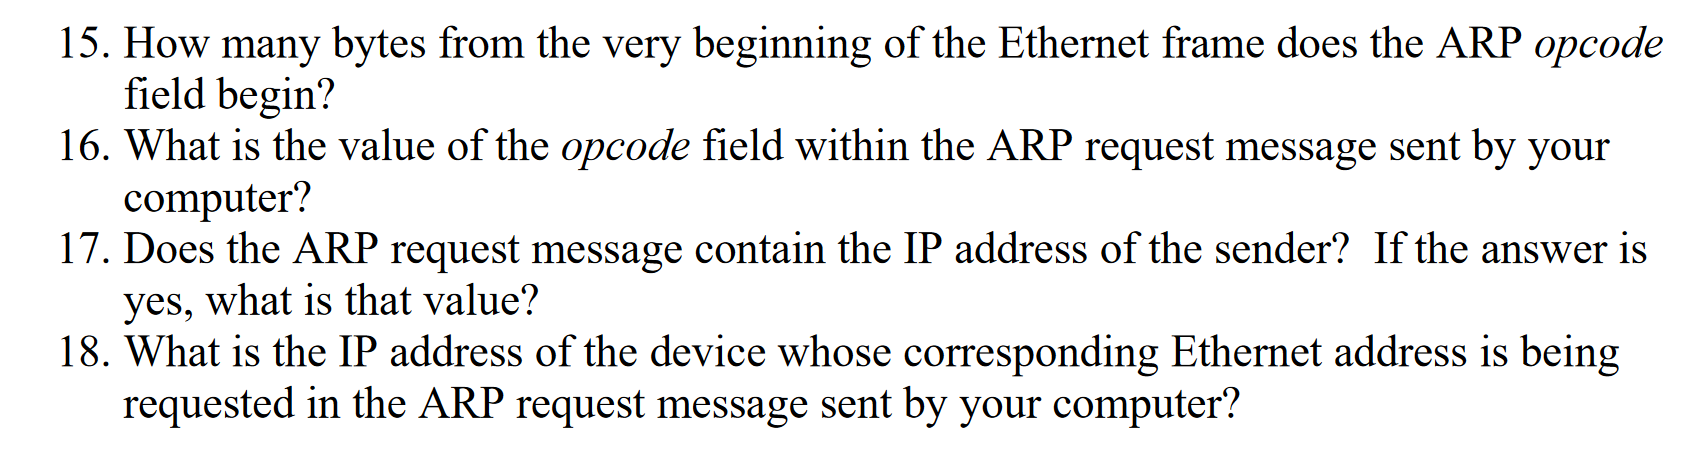 15. How many bytes from the very beginning of the Ethernet frame does the ARP opcode
field begin?
16. What is the value of the opcode field within the ARP request message sent by your
computer?
17. Does the ARP request message contain the IP address of the sender?  If the answer is
yes, what is that value?
18. What is the IP address of the device whose corresponding Ethernet address is being
requested in the ARP request message sent by your computer?